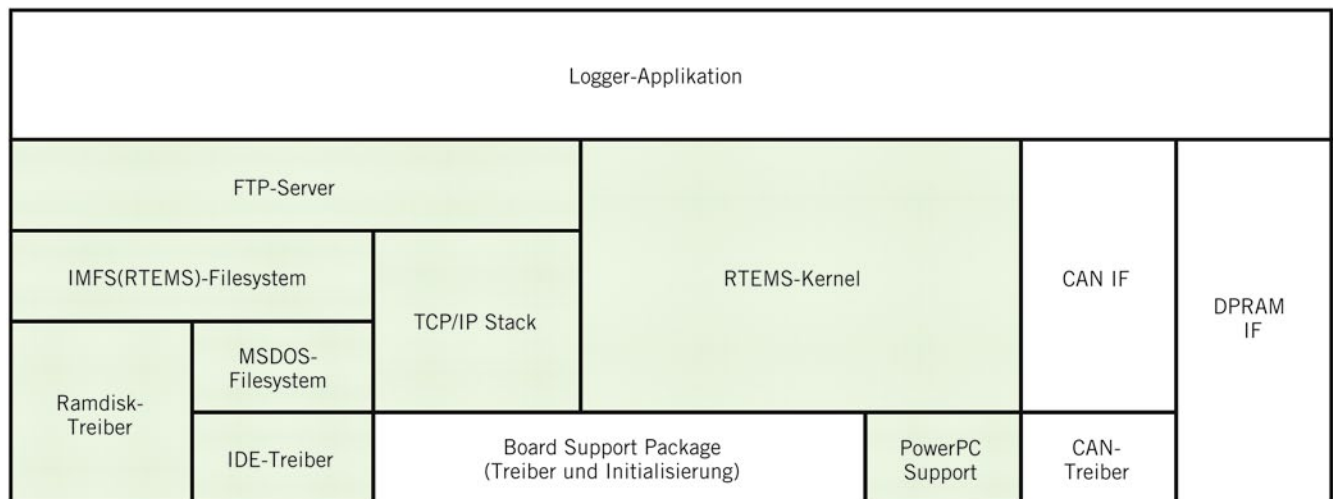 Logger-Applikation
FTP-Server
IMFS(RTEMS)-Filesystem
TCP/IP Stack
RTEMS-Kernel
CAN IF
DPRAM
IF
Ramdisk-
Treiber
MSDOS-
Filesystem
IDE-Treiber
Board Support Package
(Treiber und Initialisierung)
PowerPC
Support
CAN-
Treiber